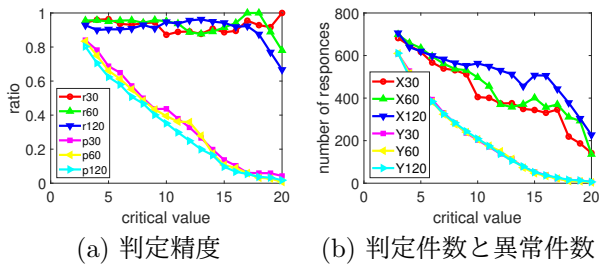 1
0.8
0.6
0.4
0.2
0
ratio
r30
r60
r120
p30
p60
p120
0 5 10 15 20
critical value
(a) 判定精度
800
600
400
200
0
number of responces
X30
X60
X120
Y30
Y60
Y120
0 5 10 15 20
critical value
(b) 判定件数と異常件数